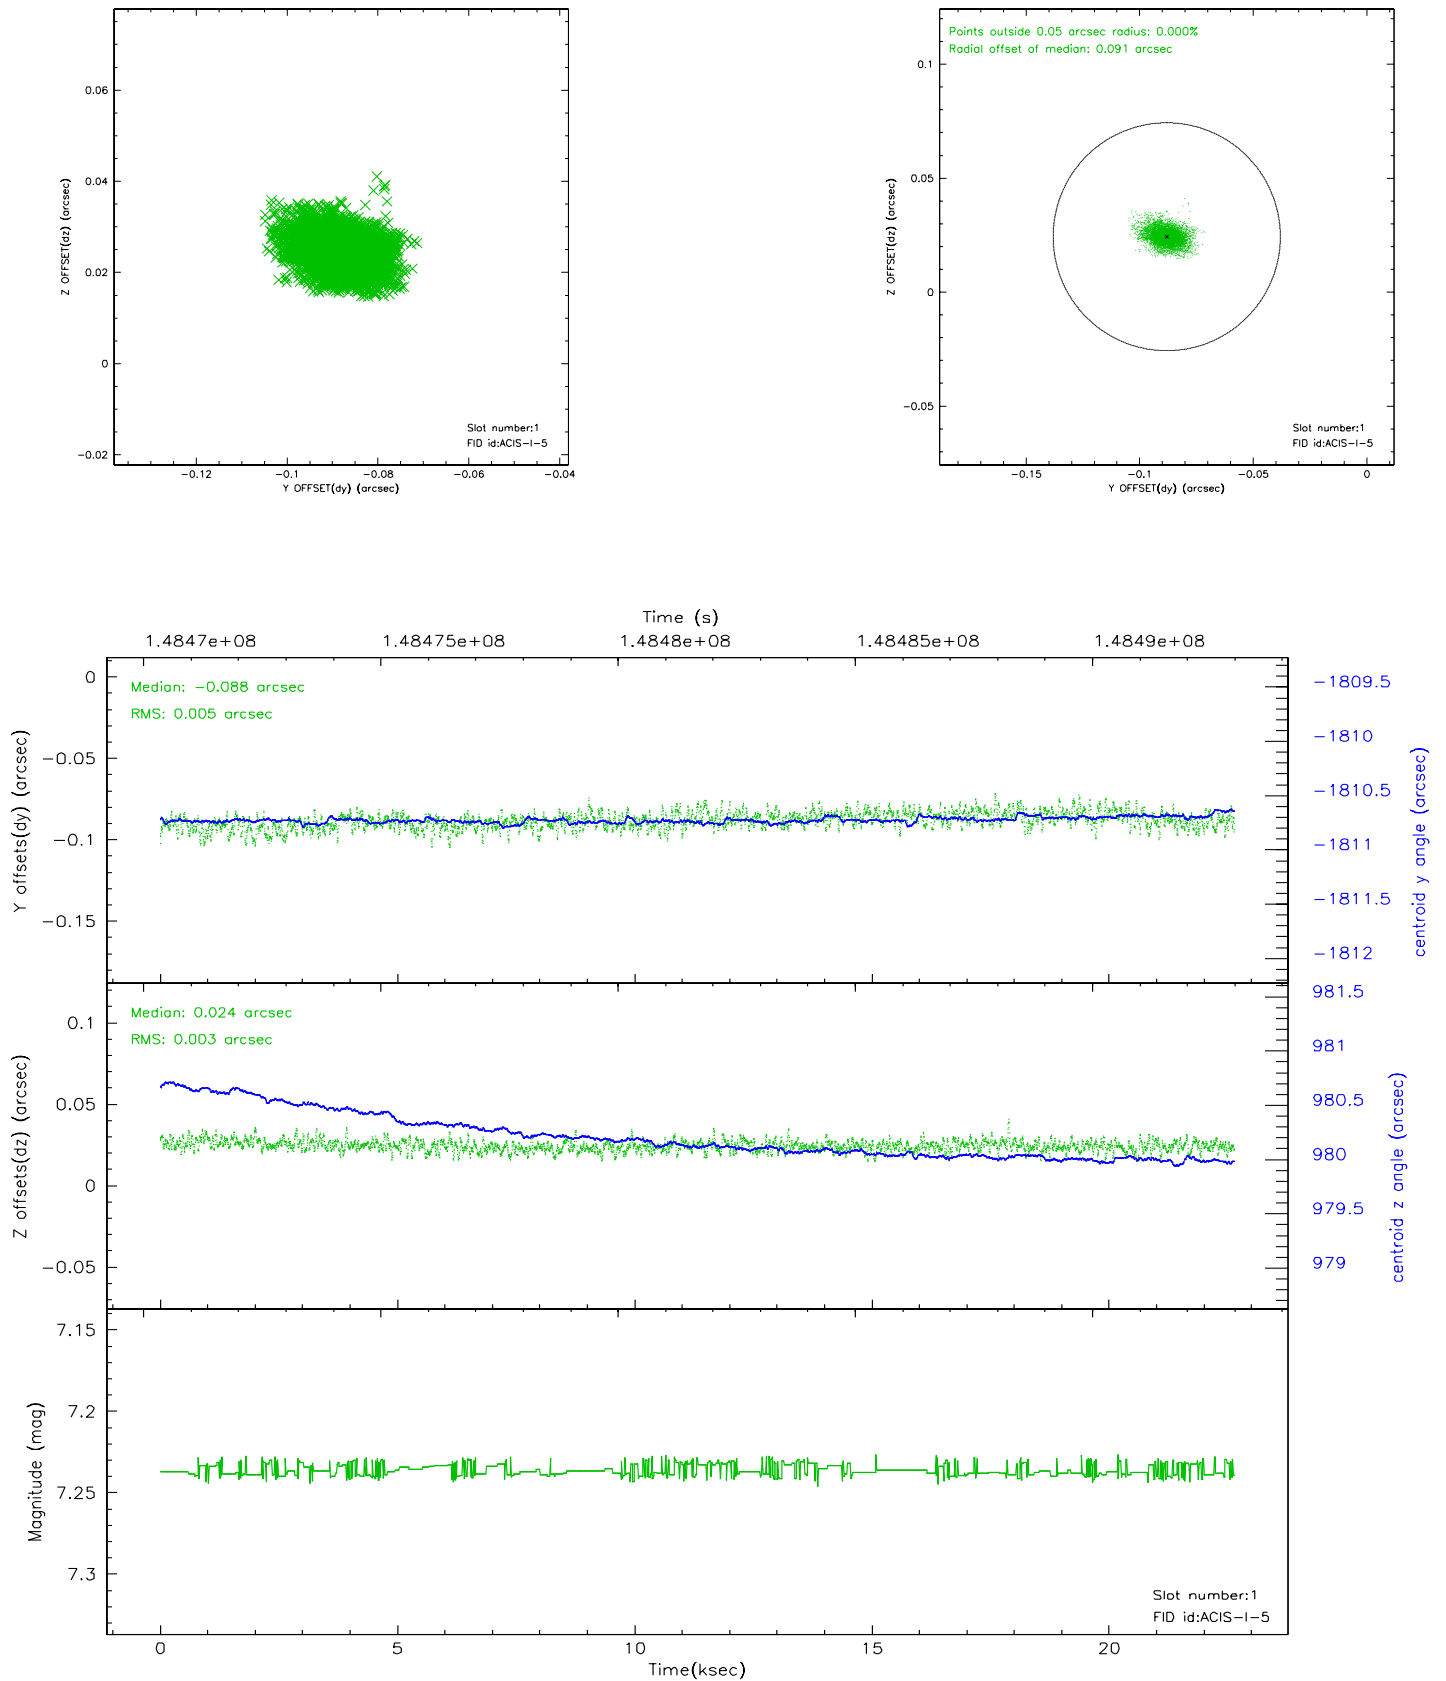 0.06
0.04
0.02
0
-0.02
Z OFFSET(dz) (arcsec)
-0.12
-0.1
-0.08
-0.06
-0.04
Y OFFSET(dy) (arcsec)
Slot number:1
FID id:ACIS-I-5
Points outside 0.05 arcsec radius: 0.000%
Radial offset of median: 0.091 arcsec
0.1
0.05
0
-0.05
Z OFFSET(dz) (arcsec)
-0.15
-0.1
-0.05
0
Y OFFSET(dy) (arcsec)
Slot number:1
FID id:ACIS-I-5
Time (s)
1.4847e+08
1.48475e+08
1.4848e+08
1.48485e+08
1.4849e+08
Median: -0.088 arcsec
RMS: 0.005 arcsec
0
-0.05
-0.1
-0.15
Y offsets(dy) (arcsec)
-1809.5
-1810
-1810.5
-1811
-1811.5
-1812
centroid y angle (arcsec)
Median: 0.024 arcsec
RMS: 0.003 arcsec
0.1
0.05
0
-0.05
Z offsets(dz) (arcsec)
981.5
981
980.5
980
979.5
979
centroid z angle (arcsec)
7.15
7.2
7.25
7.3
Magnitude (mag)
Slot number:1
FID id:ACIS-I-5
0
5
10
15
20
Time(ksec)